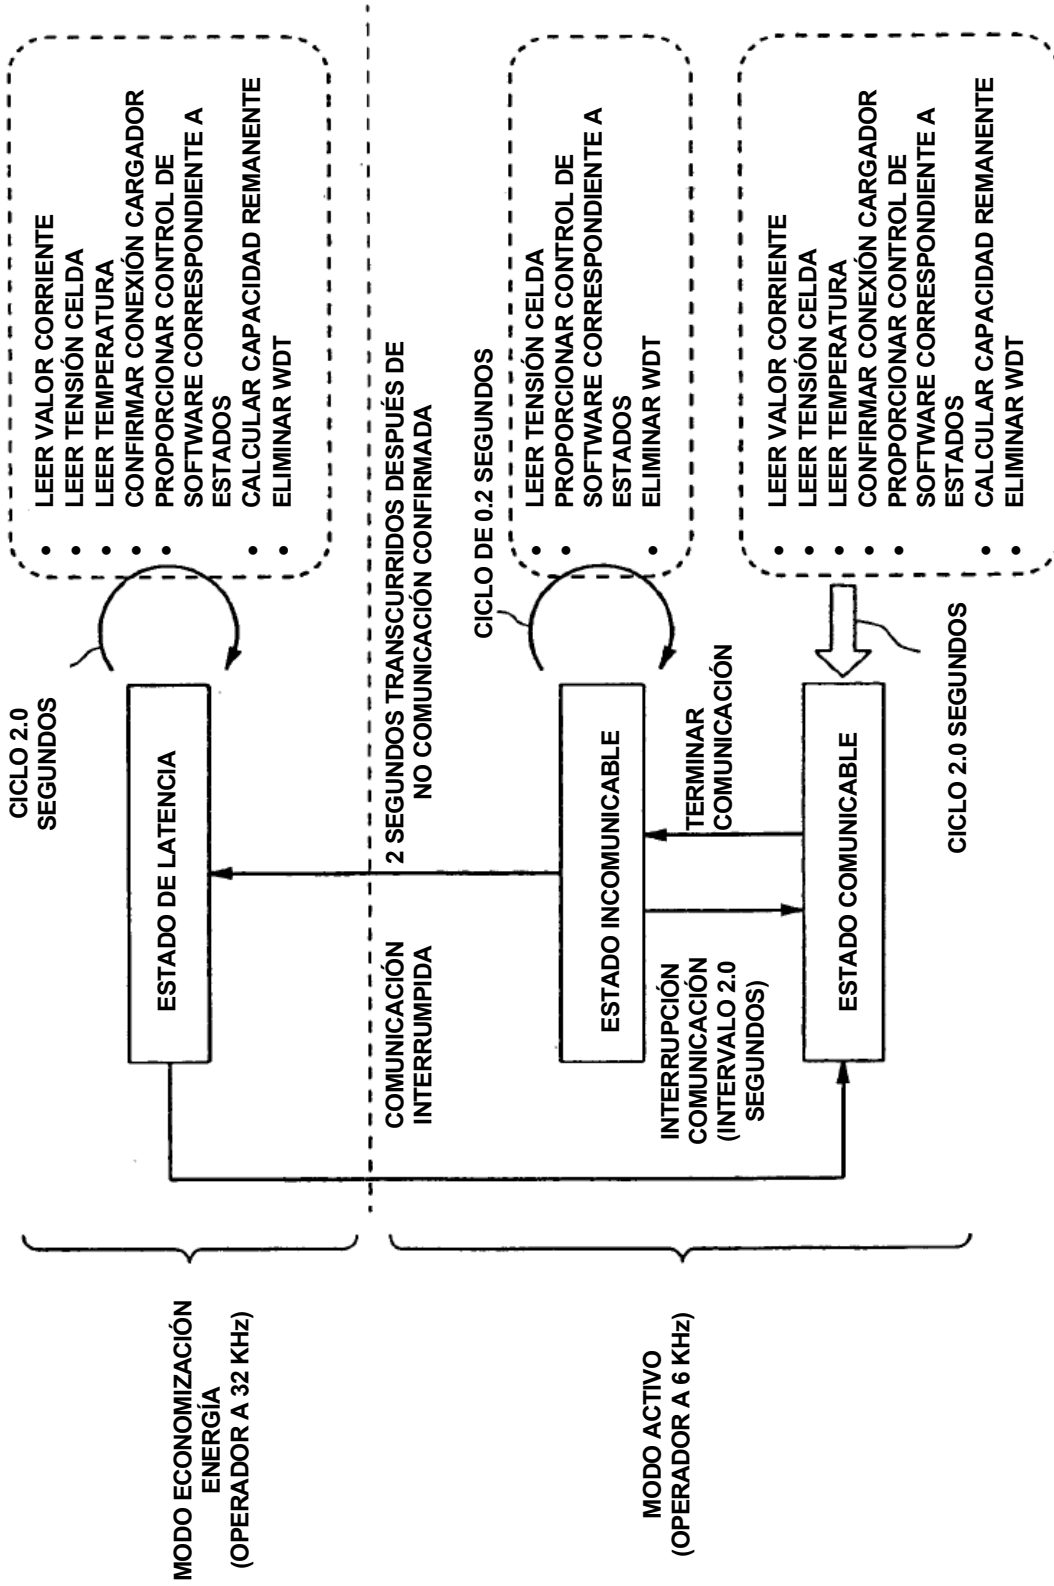 MODO ECONOMIZACIÓN
ENERGÍA
(OPERADOR A 32 KHz)
ESTADO DE LATENCIA
CICLO 2.0
SEGUNDOS
• LEER VALOR CORRIENTE
• LEER TENSIÓN CELDA
• LEER TEMPERATURA
• CONFIRMAR CONEXIÓN CARGADOR
• PROPORCIONAR CONTROL DE
SOFTWARE CORRESPONDIENTE A
ESTADOS
• CALCULAR CAPACIDAD REMANENTE
• ELIMINAR WDT
COMUNICACIÓN
INTERRUMPIDA
2 SEGUNDOS TRANSCURRIDOS DESPUÉS DE
NO COMUNICACIÓN CONFIRMADA
MODO ACTIVO
(OPERADOR A 6 KHz)
ESTADO INCOMUNICABLE
CICLO DE 0.2 SEGUNDOS
• LEER TENSIÓN CELDA
• PROPORCIONAR CONTROL DE
SOFTWARE CORRESPONDIENTE A
ESTADOS
• ELIMINAR WDT
INTERRUPCIÓN
COMUNICACIÓN
(INTERVALO 2.0
SEGUNDOS)
TERMINAR
COMUNICACIÓN
ESTADO COMUNICABLE
CICLO 2.0 SEGUNDOS
• LEER VALOR CORRIENTE
• LEER TENSIÓN CELDA
• LEER TEMPERATURA
• CONFIRMAR CONEXIÓN CARGADOR
• PROPORCIONAR CONTROL DE
SOFTWARE CORRESPONDIENTE A
ESTADOS
• CALCULAR CAPACIDAD REMANENTE
• ELIMINAR WDT